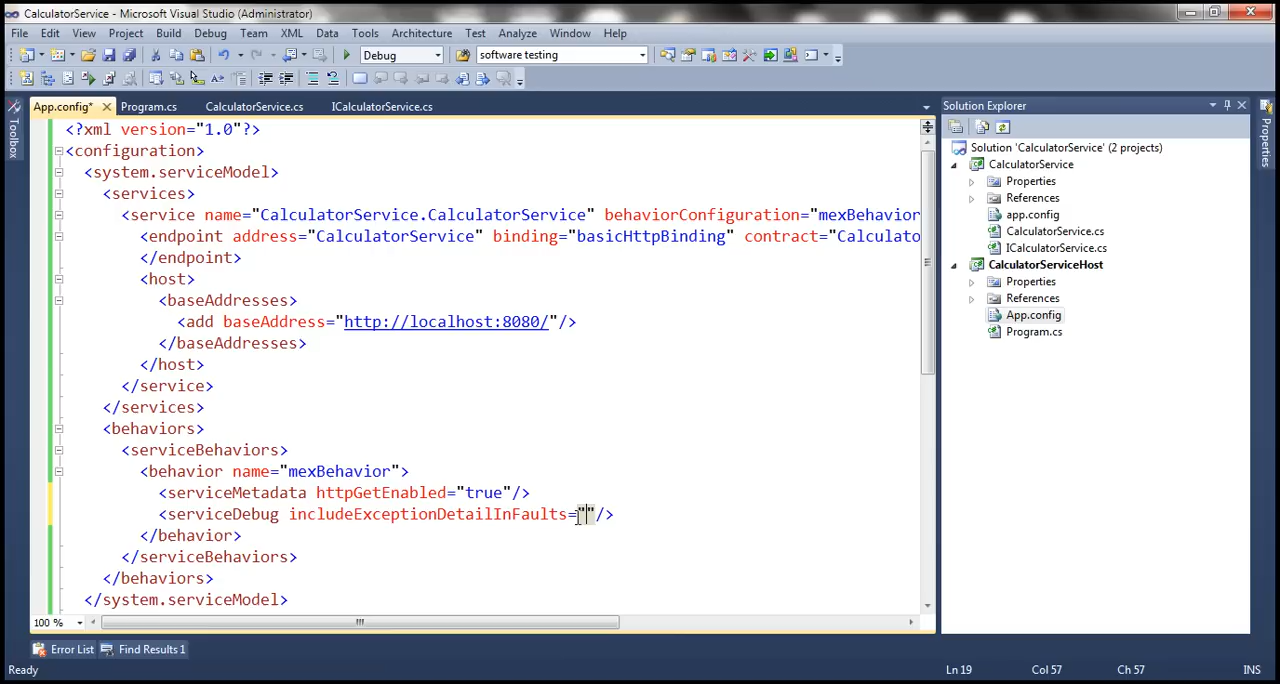 CalculatorService - Microsoft Visual Studio (Administrator)
File Edit View Project Build Debug Team XML Data Tools Architecture Test Analyze Window Help
Debug software testing
App.config* Program.cs CalculatorService.cs ICalculatorService.cs
<?xml version="1.0"?>
<configuration>
<system.serviceModel>
<services>
<service name="CalculatorService.CalculatorService" behaviorConfiguration="mexBehavior
<endpoint address="CalculatorService" binding="basicHttpBinding" contract="Calculato
</endpoint>
<host>
<baseAddresses>
<add baseAddress="http://localhost:8080/"/>
</baseAddresses>
</host>
</service>
</services>
<behaviors>
<serviceBehaviors>
<behavior name="mexBehavior">
<serviceMetadata httpGetEnabled="true"/>
<serviceDebug includeExceptionDetailInFaults=""/>
</behavior>
</serviceBehaviors>
</behaviors>
</system.serviceModel>
100 %
Toolbox
Solution Explorer
Solution 'CalculatorService' (2 projects)
CalculatorService
Properties
References
app.config
CalculatorService.cs
ICalculatorService.cs
CalculatorServiceHost
Properties
References
App.config
Program.cs
Properties
Error List Find Results 1
Ready Ln 19 Col 57 Ch 57 INS